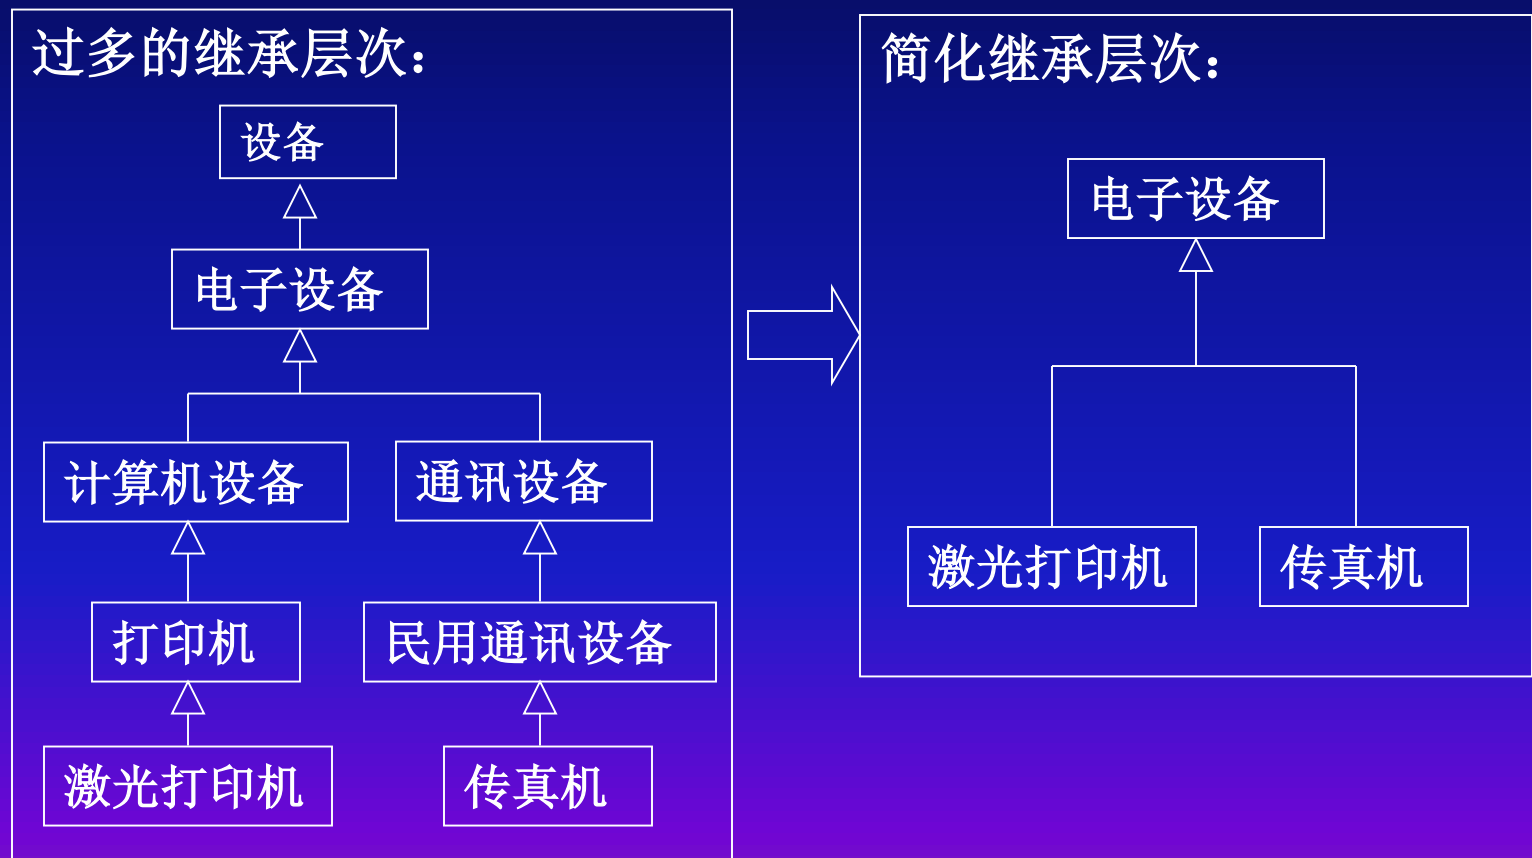 过多的继承层次:
设备
电子设备
计算机设备
通讯设备
打印机
民用通讯设备
激光打印机
传真机
简化继承层次:
电子设备
激光打印机
传真机